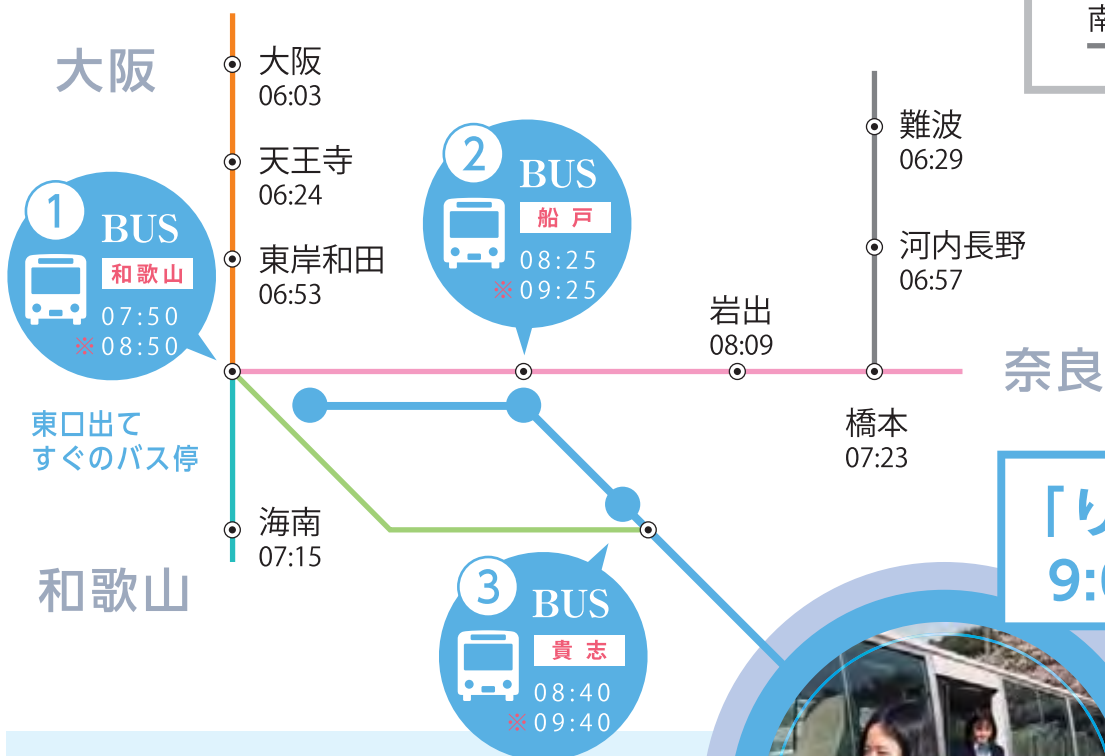 南
大阪
大阪
06:03
天王寺
06:24
東岸和田
06:53
難波
06:29
河内長野
06:57
①
BUS
和歌山
07:50
※08:50
東口出て
すぐのバス停
②
BUS
船戸
08:25
※09:25
岩出
08:09
橋本
07:23
奈良
海南
07:15
和歌山
③
BUS
貴志
08:40
※09:40
「り
9:0